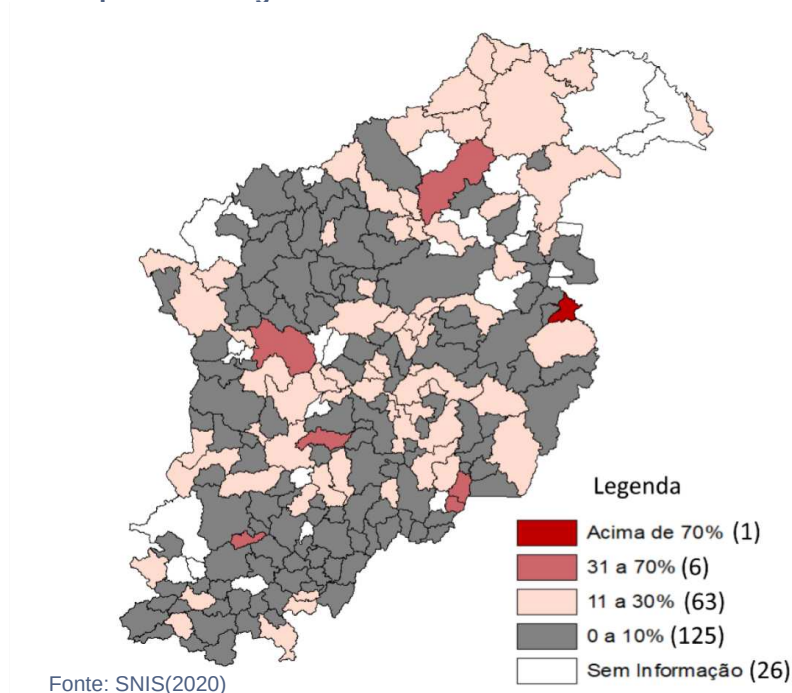 Legenda
Acima de 70% (1)
31 a 70% (6)
11 a 30% (63)
0 a 10% (125)
Sem Informação (26)
Fonte: SNIS(2020)